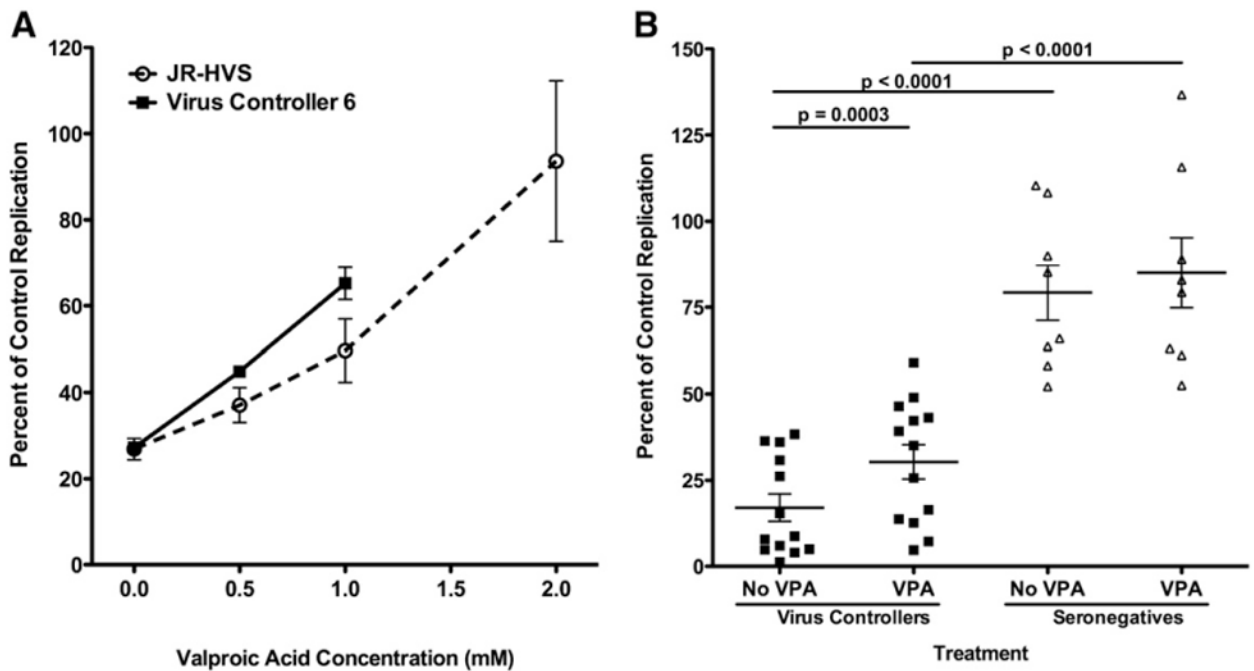 A
120
100
80
60
40
20
0
Percent of Control Replication
JR-HVS
Virus Controller 6
0.0 0.5 1.0 1.5 2.0
Valproic Acid Concentration (mM)
B
150
125
100
75
50
25
0
Percent of Control Replication
p < 0.0001
p < 0.0001
p = 0.0003
No VPA VPA No VPA VPA
Virus Controllers Seronegatives
Treatment